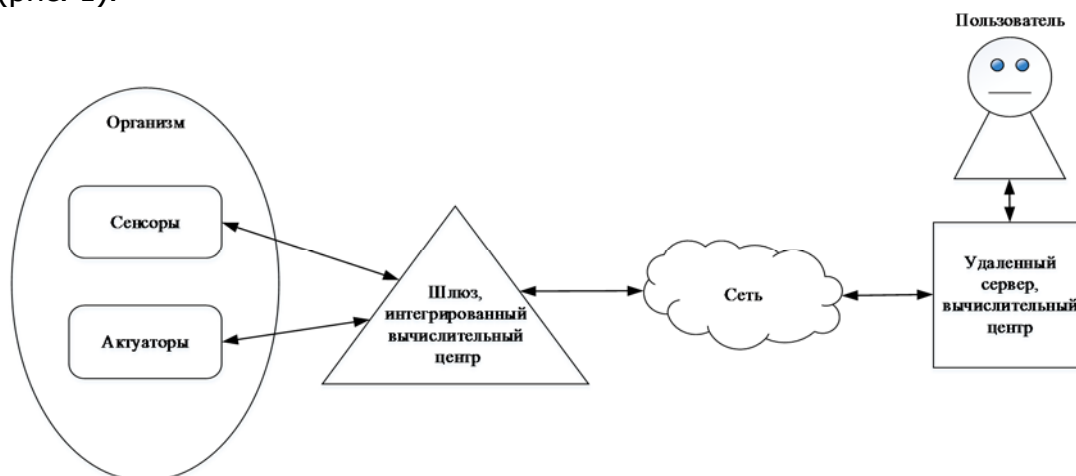 (рис. 1).
Пользователь
Организм
Сенсоры
Актуаторы
Шлюз,
интегрированный
вычислительный
центр
Сеть
Удаленный
сервер,
вычислительный
центр